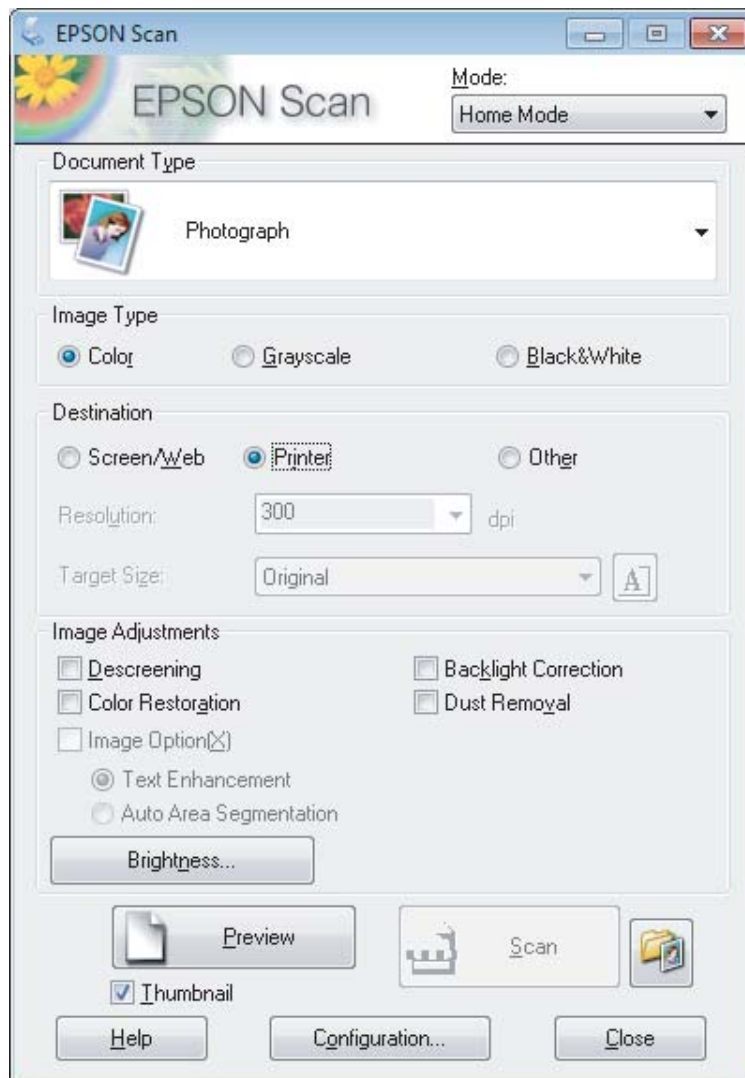 EPSON Scan
EPSON Scan
Mode:
Home Mode
Document Type
Photograph
Image Type
Color
Grayscale
Black&White
Destination
Screen/Web
Printer
Other
Resolution:
300
dpi
Target Size:
Original
A
Image Adjustments
Descreening
Backlight Correction
Color Restoration
Dust Removal
Image Option(X)
Text Enhancement
Auto Area Segmentation
Brightness...
Preview
Scan
Thumbnail
Help
Configuration...
Close